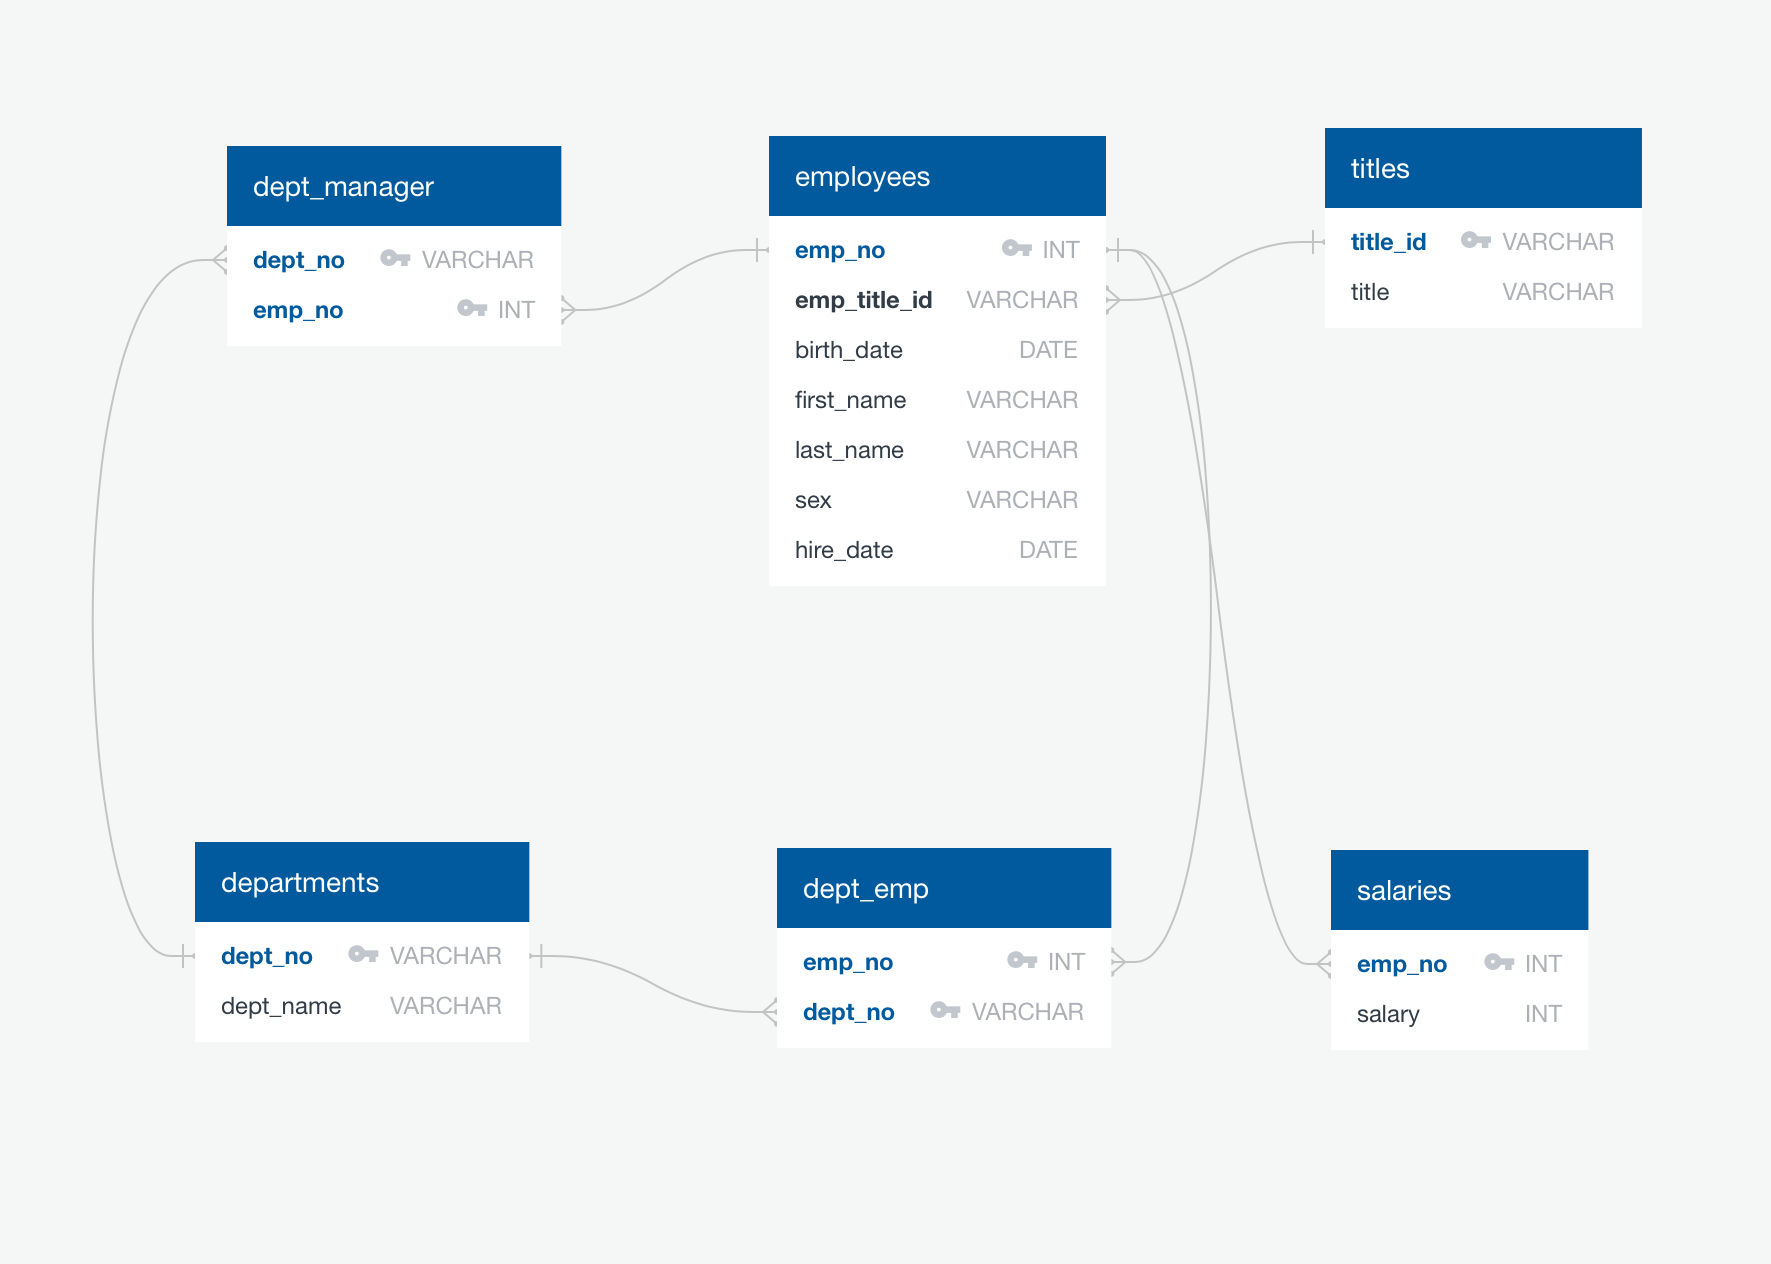 dept_manager
dept_no VARCHAR
emp_no INT
employees
emp_no INT
emp_title_id VARCHAR
birth_date DATE
first_name VARCHAR
last_name VARCHAR
sex VARCHAR
hire_date DATE
titles
title_id VARCHAR
title VARCHAR
departments
dept_no VARCHAR
dept_name VARCHAR
dept_emp
emp_no INT
dept_no VARCHAR
salaries
emp_no INT
salary INT